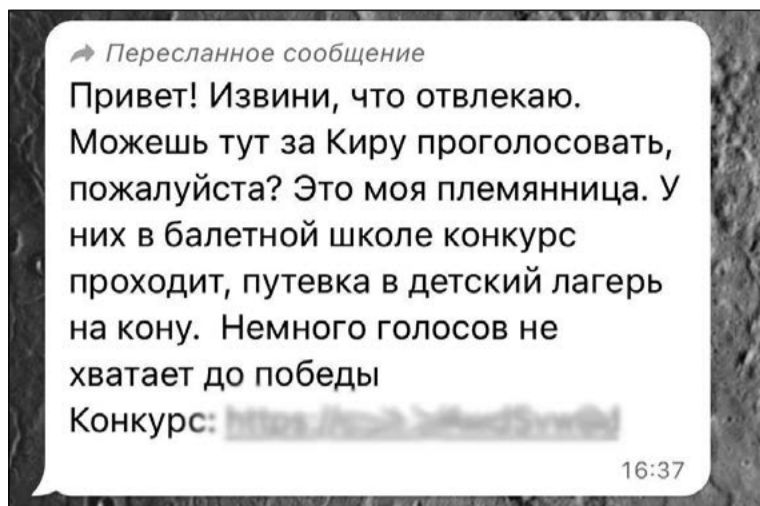 Пересланное сообщение
Привет! Извини, что отвлекаю.
Можешь тут за Киру проголосовать,
пожалуйста? Это моя племянница. У
них в балетной школе конкурс
проходит, путевка в детский лагерь
на кону.  Немного голосов не
хватает до победы
Конкурс:
16:37